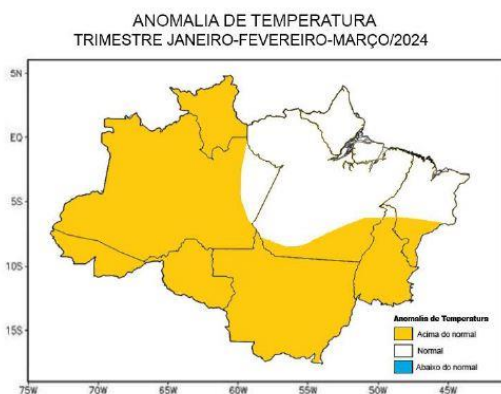 ANOMALIA DE TEMPERATURA
TRIMESTRE JANEIRO-FEVEREIRO-MARÇO/2024
5N
EQ
5S
10S
15S
75W 70W 65W 60W 55W 50W 45W
Anomalia de Temperatura
Acima do normal
Normal
Abaixo do normal